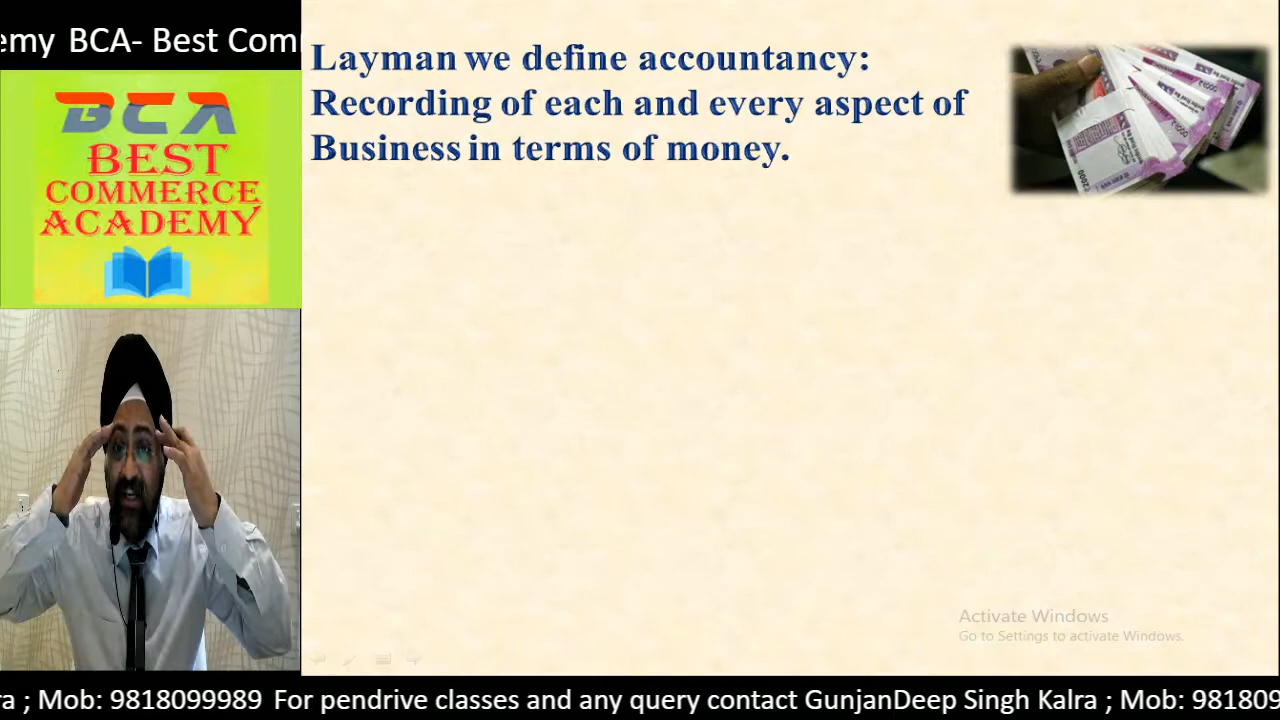 emy BCA- Best Com
BCA
BEST
COMMERCE
ACADEMY
Layman we define accountancy:
Recording of each and every aspect of
Business in terms of money.
Activate Windows
Go to Settings to activate Windows.
ra ; Mob: 9818099989 For pendrive classes and any query contact GunjanDeep Singh Kalra ; Mob: 981809